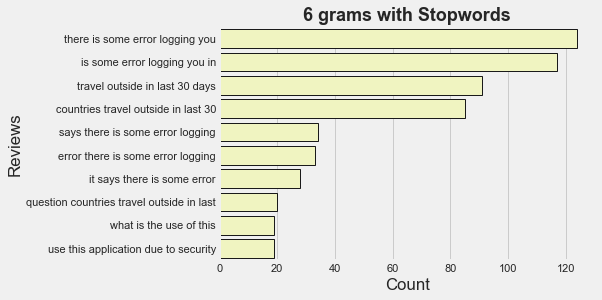 6 grams with Stopwords
there is some error logging you
is some error logging you in
travel outside in last 30 days
countries travel outside in last 30
says there is some error logging
error there is some error logging
it says there is some error
question countries travel outside in last
what is the use of this
use this application due to security
Reviews
0 20 40 60 80 100 120
Count